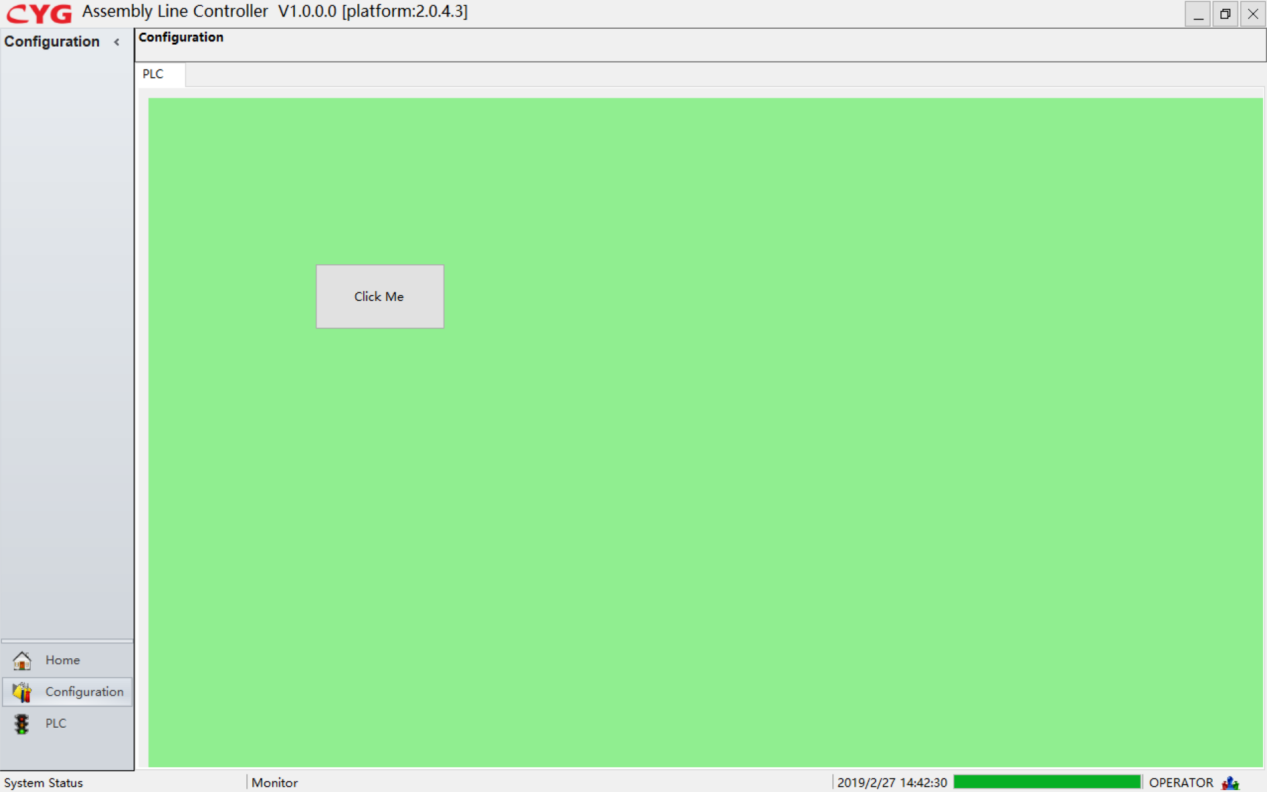 CYG Assembly Line Controller V1.0.0.0 [platform:2.0.4.3]
Configuration <
Configuration
PLC
Click Me
Home
Configuration
PLC
System Status
Monitor
2019/2/27 14:42:30
OPERATOR